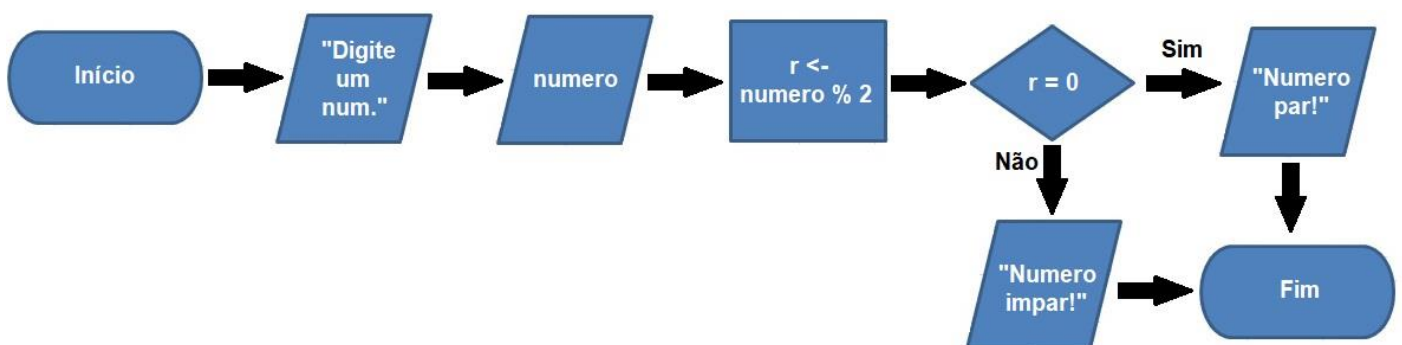 Início
"Digite
um
num."
numero
r <-
numero % 2
r = 0
Sim
"Numero
par!"
Não
"Numero
impar!"
Fim